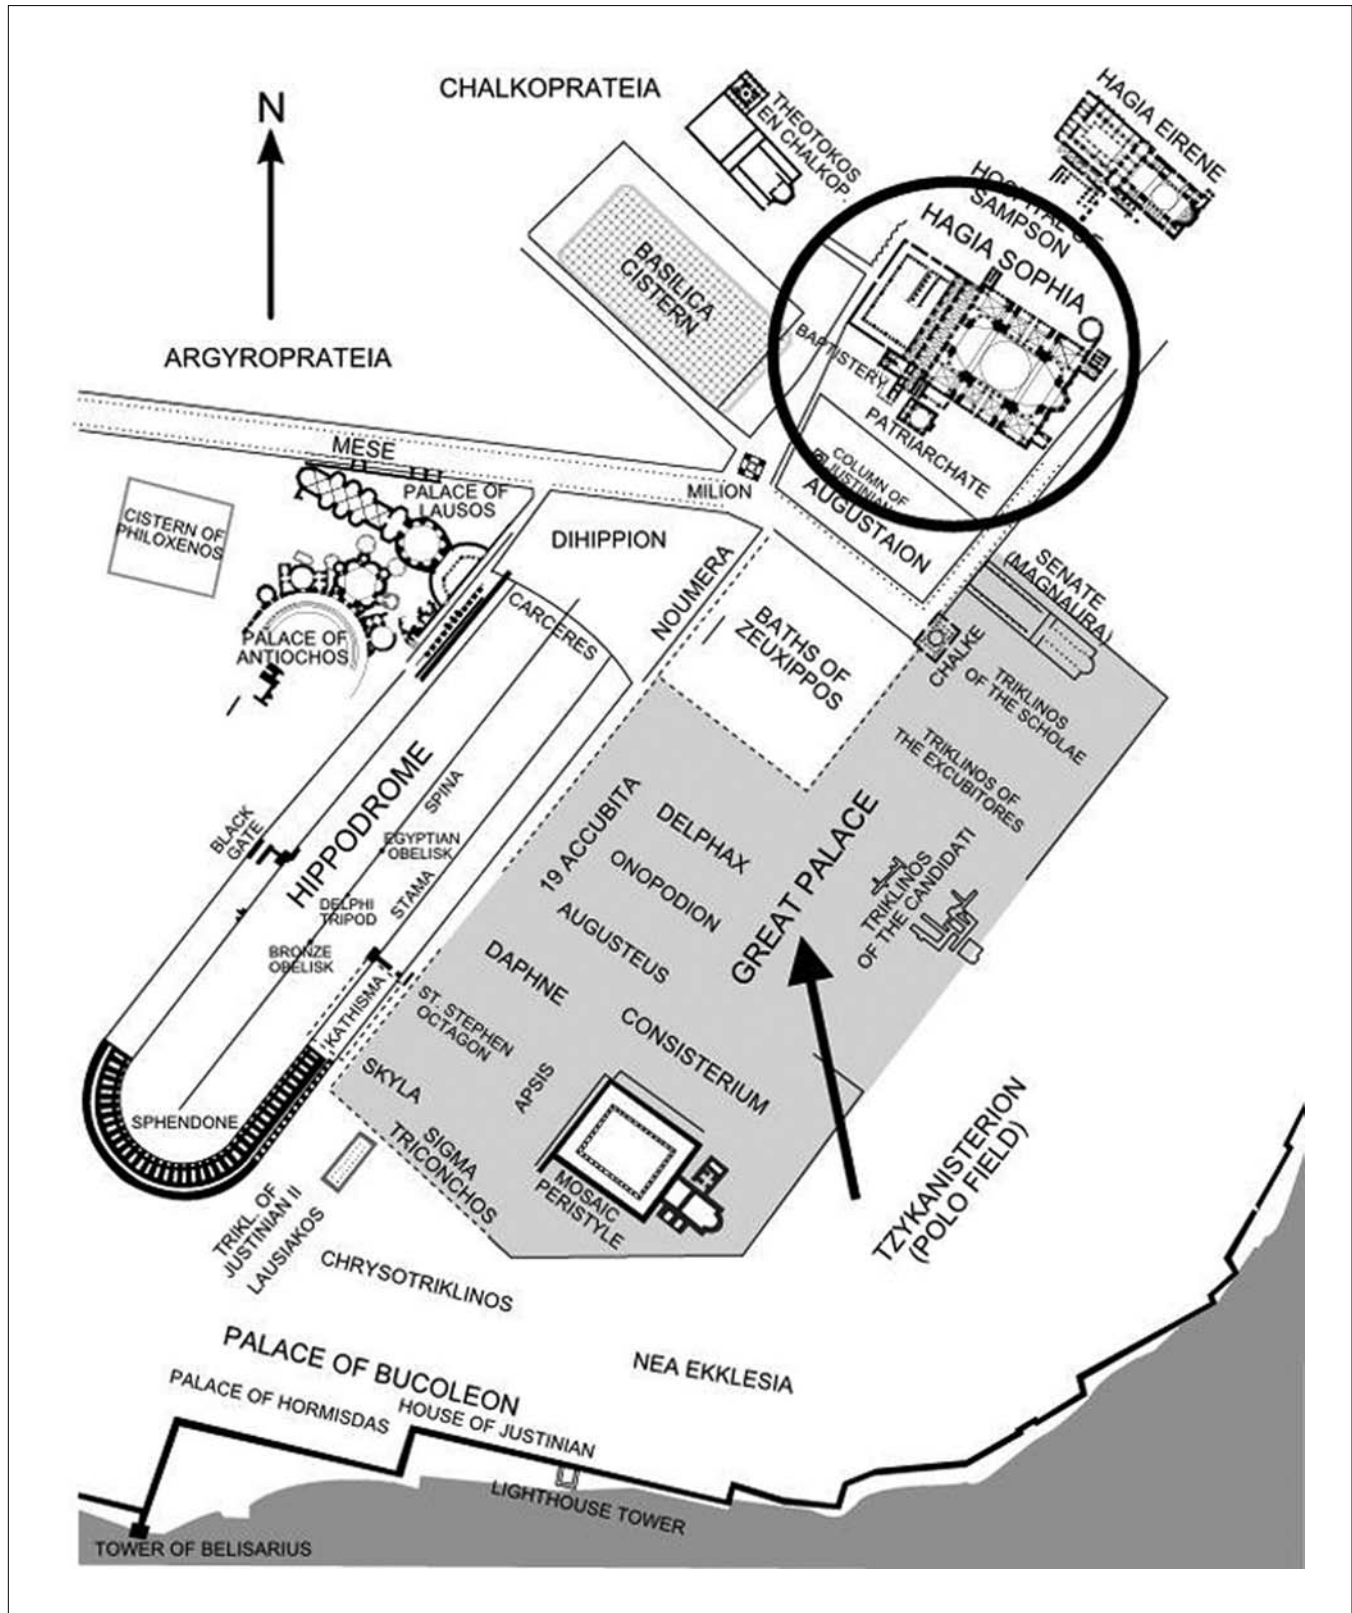 N
CHALKOPRATEIA
THEOTOKOS
EN CHALKOP
HAGIA EIRENE
HOSPITAL OF
SAMPSON
HAGIA SOPHIA
BASILICA
CISTERN
BAPTISTERY
PATRIARCHATE
ARGYROPRATEIA
MESE
PALACE OF
LAUSOS
MILION
COLUMN OF
JUSTINIAN
AUGUSTAION
CISTERN OF
PHILOXENOS
DIHIPPION
NOUMERA
SENATE
(MAGNAURA)
PALACE OF
ANTIOCHOS
CARCERES
BATHS OF
ZEUXIPPOS
CHALKE
TRIKLINOS
OF THE SCHOLAE
TRIKLINOS OF
THE EXCUBITORES
HIPPODROME
SPINA
BLACK
GATE
EGYPTIAN
OBELISK
STAMA
DELPHI
TRIPOD
BRONZE
OBELISK
KATHISMA
SPHENDONE
19 ACCUBITA
DELPHAX
ONOPODION
AUGUSTEUS
DAPHNE
GREAT PALACE
TRIKLINOS
OF THE CANDIDATI
ST. STEPHEN
OCTAGON
CONSISTERIUM
SKYLA
APSIS
SIGMA
TRICONCHOS
MOSAIC
PERISTYLE
TZYKANISTERION
(POLO FIELD)
TRIKL. OF
JUSTINIAN II
LAUSIAKOS
CHRYSOTRIKLINOS
PALACE OF BUCOLEON
NEA EKKLESIA
PALACE OF HORMISDAS
HOUSE OF JUSTINIAN
LIGHTHOUSE TOWER
TOWER OF BELISARIUS